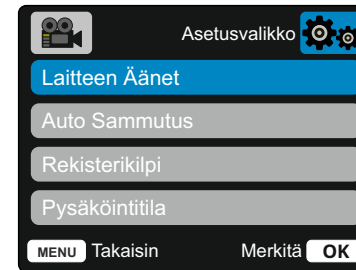 Asetusvalikko
Laitteen Äänet
Auto Sammutus
Rekisterikilpi
Pysäköintitila
MENU Takaisin Merkitä OK